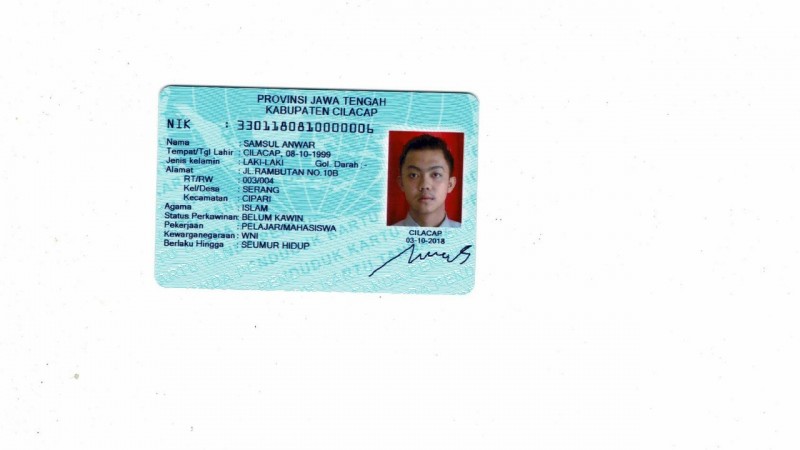 PROVINSI JAWA TENGAH
KABUPATEN CILACAP
NIK : 3301180810000006
Nama : SAMSUL ANWAR
Tempat/Tgl Lahir : CILACAP, 08-10-1999
Jenis kelamin : LAKI-LAKI Gol. Darah :-
Alamat : JL.RAMBUTAN NO.10B
RT/RW : 003/004
Kel/Desa : SERANG
Kecamatan : CIPARI
Agama : ISLAM
Status Perkawinan: BELUM KAWIN
Pekerjaan : PELAJAR/MAHASISWA
Kewarganegaraan: WNI
Berlaku Hingga : SEUMUR HIDUP
CILACAP
03-10-2018